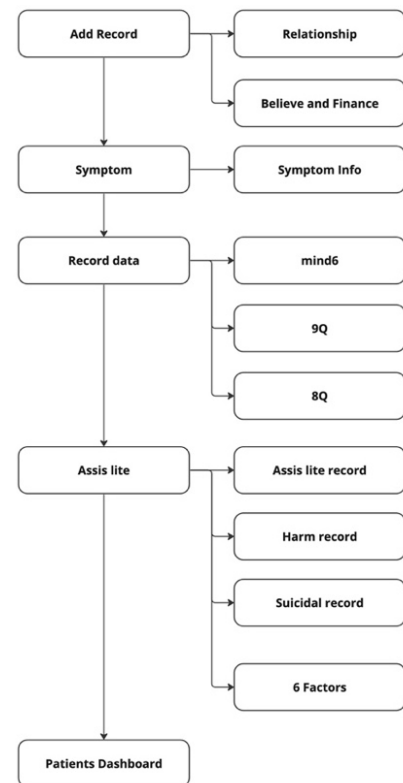 Add Record
Relationship
Believe and Finance
Symptom
Symptom Info
Record data
mind6
9Q
8Q
Assis lite
Assis lite record
Harm record
Suicidal record
6 Factors
Patients Dashboard